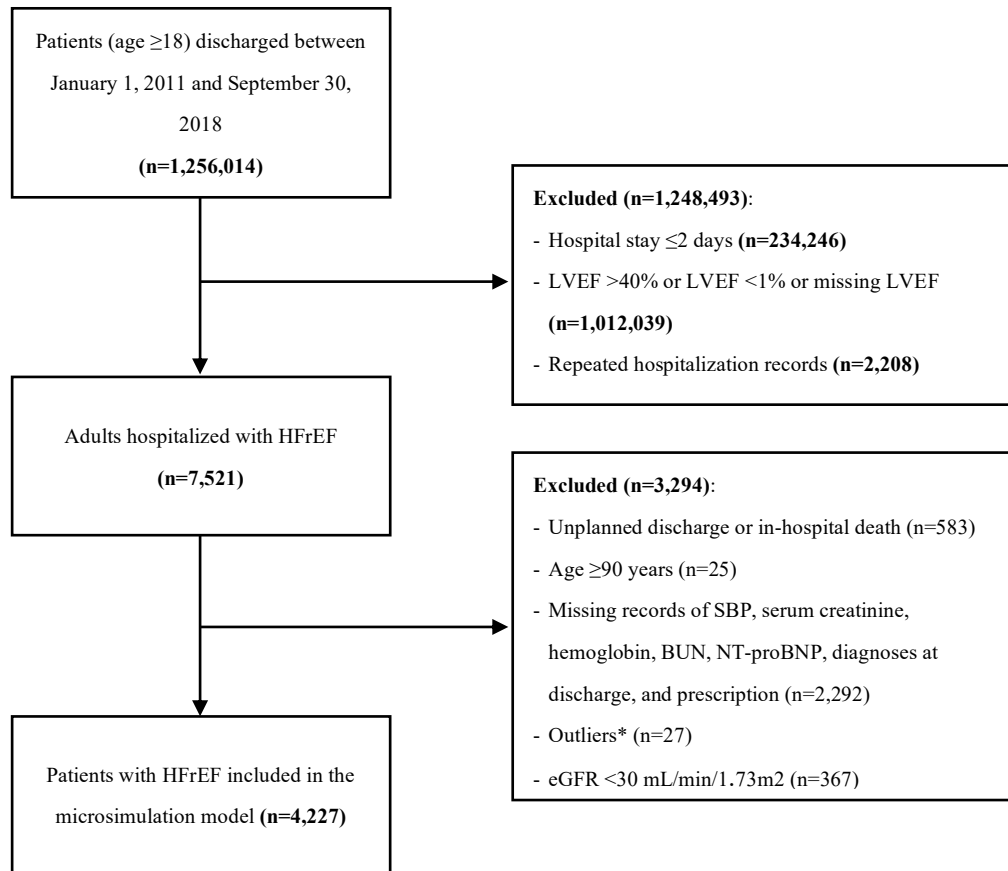 Patients (age ≥18) discharged between
January 1, 2011 and September 30,
2018
(n=1,256,014)
Excluded (n=1,248,493):
- Hospital stay ≤2 days (n=234,246)
- LVEF >40% or LVEF <1% or missing LVEF
(n=1,012,039)
- Repeated hospitalization records (n=2,208)
Adults hospitalized with HFrEF
(n=7,521)
Excluded (n=3,294):
- Unplanned discharge or in-hospital death (n=583)
- Age ≥90 years (n=25)
- Missing records of SBP, serum creatinine,
hemoglobin, BUN, NT-proBNP, diagnoses at
discharge, and prescription (n=2,292)
- Outliers* (n=27)
- eGFR <30 mL/min/1.73m2 (n=367)
Patients with HFrEF included in the
microsimulation model (n=4,227)